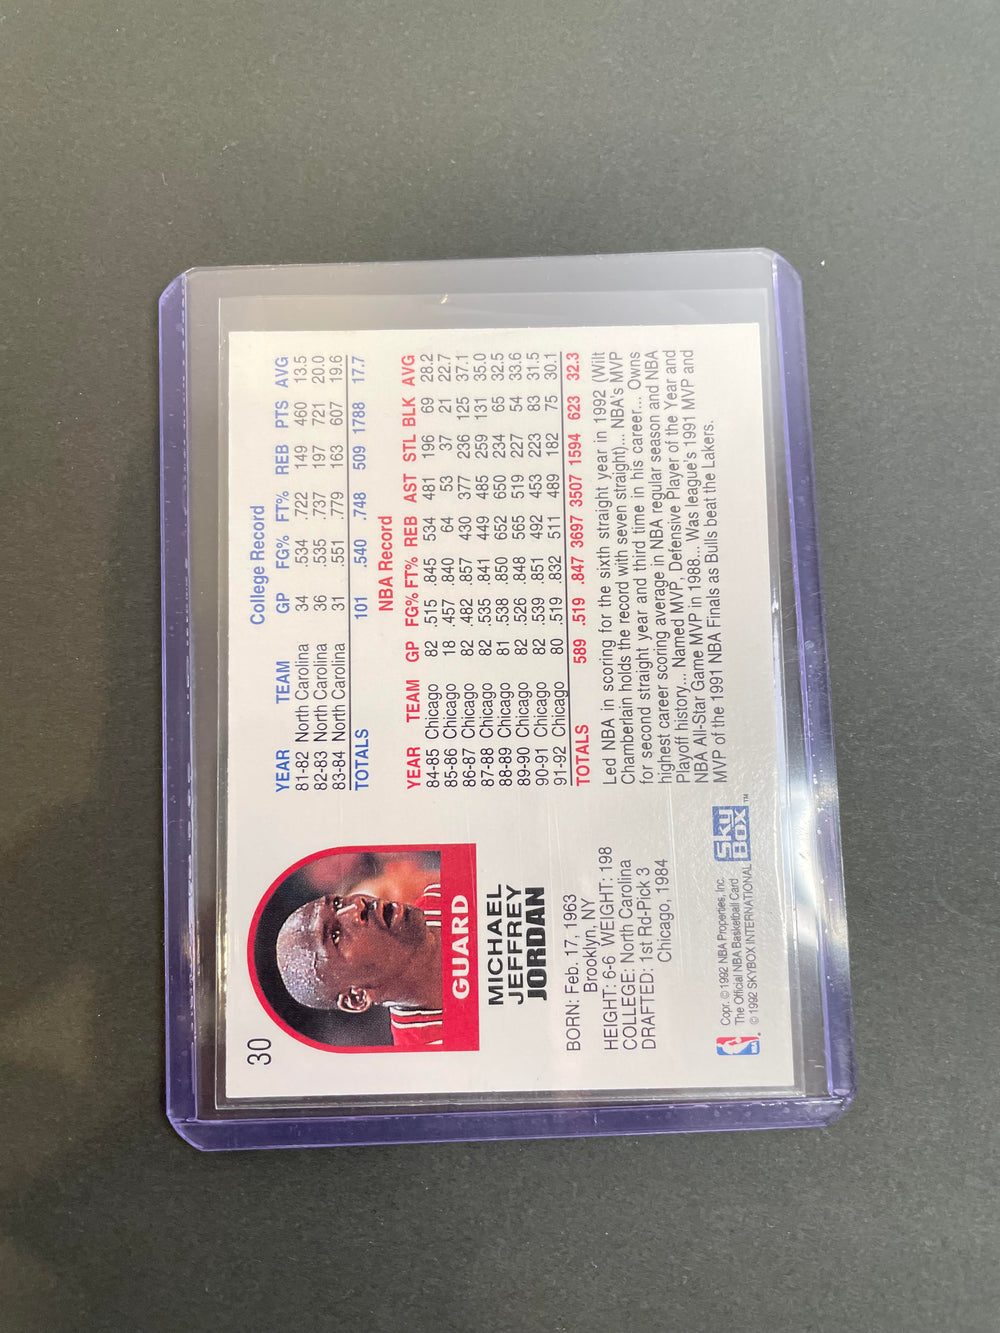 30
GUARD
MICHAEL
JEFFREY
JORDAN
BORN: Feb. 17, 1963
Brooklyn, NY
HEIGHT: 6-6 WEIGHT: 198
COLLEGE: North Carolina
DRAFTED: 1st Rd-Pick 3
Chicago, 1984
NBA
Copr. © 1992 NBA Properties, Inc.
The Official NBA Basketball Card
© 1992 SKYBOX INTERNATIONAL
SKY
BOX™
College Record
YEAR TEAM GP FG% FT% REB PTS AVG
81-82 North Carolina 34 .534 .722 149 460 13.5
82-83 North Carolina 36 .535 .737 197 721 20.0
83-84 North Carolina 31 .551 .779 163 607 19.6
TOTALS 101 .540 .748 509 1788 17.7
NBA Record
YEAR TEAM GP FG% FT% REB AST STL BLK AVG
84-85 Chicago 82 .515 .845 534 481 196 69 28.2
85-86 Chicago 18 .457 .840 64 53 37 21 22.7
86-87 Chicago 82 .482 .857 430 377 236 125 37.1
87-88 Chicago 82 .535 .841 449 485 259 131 35.0
88-89 Chicago 81 .538 .850 652 650 234 65 32.5
89-90 Chicago 82 .526 .848 565 519 227 54 33.6
90-91 Chicago 82 .539 .851 492 453 223 83 31.5
91-92 Chicago 80 .519 .832 511 489 182 75 30.1
TOTALS 589 .519 .847 3697 3507 1594 623 32.3
Led NBA in scoring for the sixth straight year in 1992 (Wilt
Chamberlain holds the record with seven straight)... NBA's MVP
for second straight year and third time in his career... Owns
highest career scoring average in NBA regular season and NBA
Playoff history... Named MVP, Defensive Player of the Year and
NBA All-Star Game MVP in 1988... Was league's 1991 MVP and
MVP of the 1991 NBA Finals as Bulls beat the Lakers.